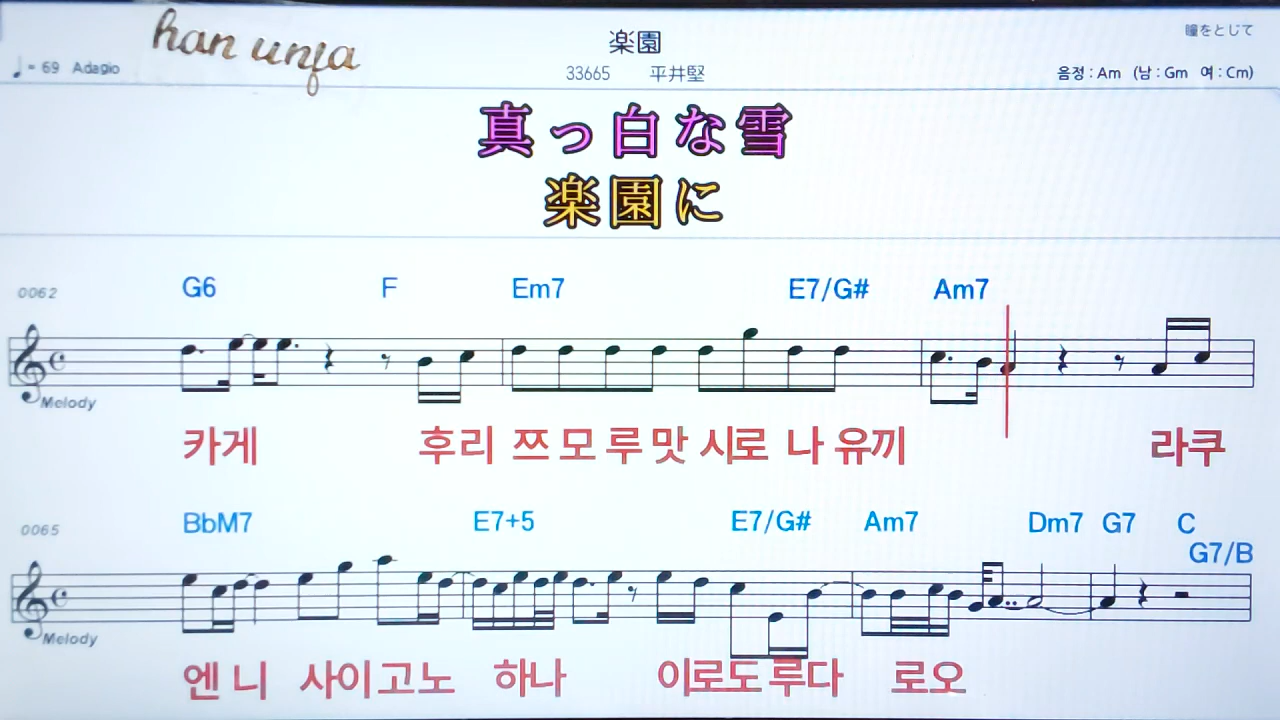 han unja
楽園
瞳をとじて
♩= 69 Adagio
33665 平井堅
음정 : Am (남 : Gm 여 : Cm)
真っ白な雪
楽園に
0062 G6 F Em7 E7/G# Am7
Melody
카게 후리 쯔 모 루 맛 시로 나 유끼 라쿠
0065 BbM7 E7+5 E7/G# Am7 Dm7 G7 C
G7/B
Melody
엔 니 사이고노 하나 이로도루다 로오